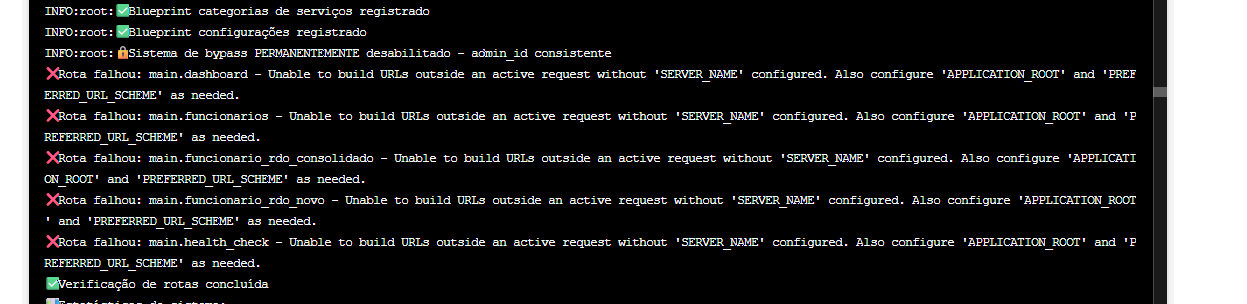 INFO:root:✅Blueprint categorias de serviços registrado
INFO:root:✅Blueprint configurações registrado
INFO:root:🔒Sistema de bypass PERMANENTEMENTE desabilitado - admin_id consistente
❌Rota falhou: main.dashboard - Unable to build URLs outside an active request without 'SERVER_NAME' configured. Also configure 'APPLICATION_ROOT' and 'PREF
ERRED_URL_SCHEME' as needed.
❌Rota falhou: main.funcionarios - Unable to build URLs outside an active request without 'SERVER_NAME' configured. Also configure 'APPLICATION_ROOT' and 'P
REFERRED_URL_SCHEME' as needed.
❌Rota falhou: main.funcionario_rdo_consolidado - Unable to build URLs outside an active request without 'SERVER_NAME' configured. Also configure 'APPLICATI
ON_ROOT' and 'PREFERRED_URL_SCHEME' as needed.
❌Rota falhou: main.funcionario_rdo_novo - Unable to build URLs outside an active request without 'SERVER_NAME' configured. Also configure 'APPLICATION_ROOT
' and 'PREFERRED_URL_SCHEME' as needed.
❌Rota falhou: main.health_check - Unable to build URLs outside an active request without 'SERVER_NAME' configured. Also configure 'APPLICATION_ROOT' and 'P
REFERRED_URL_SCHEME' as needed.
✅Verificação de rotas concluída